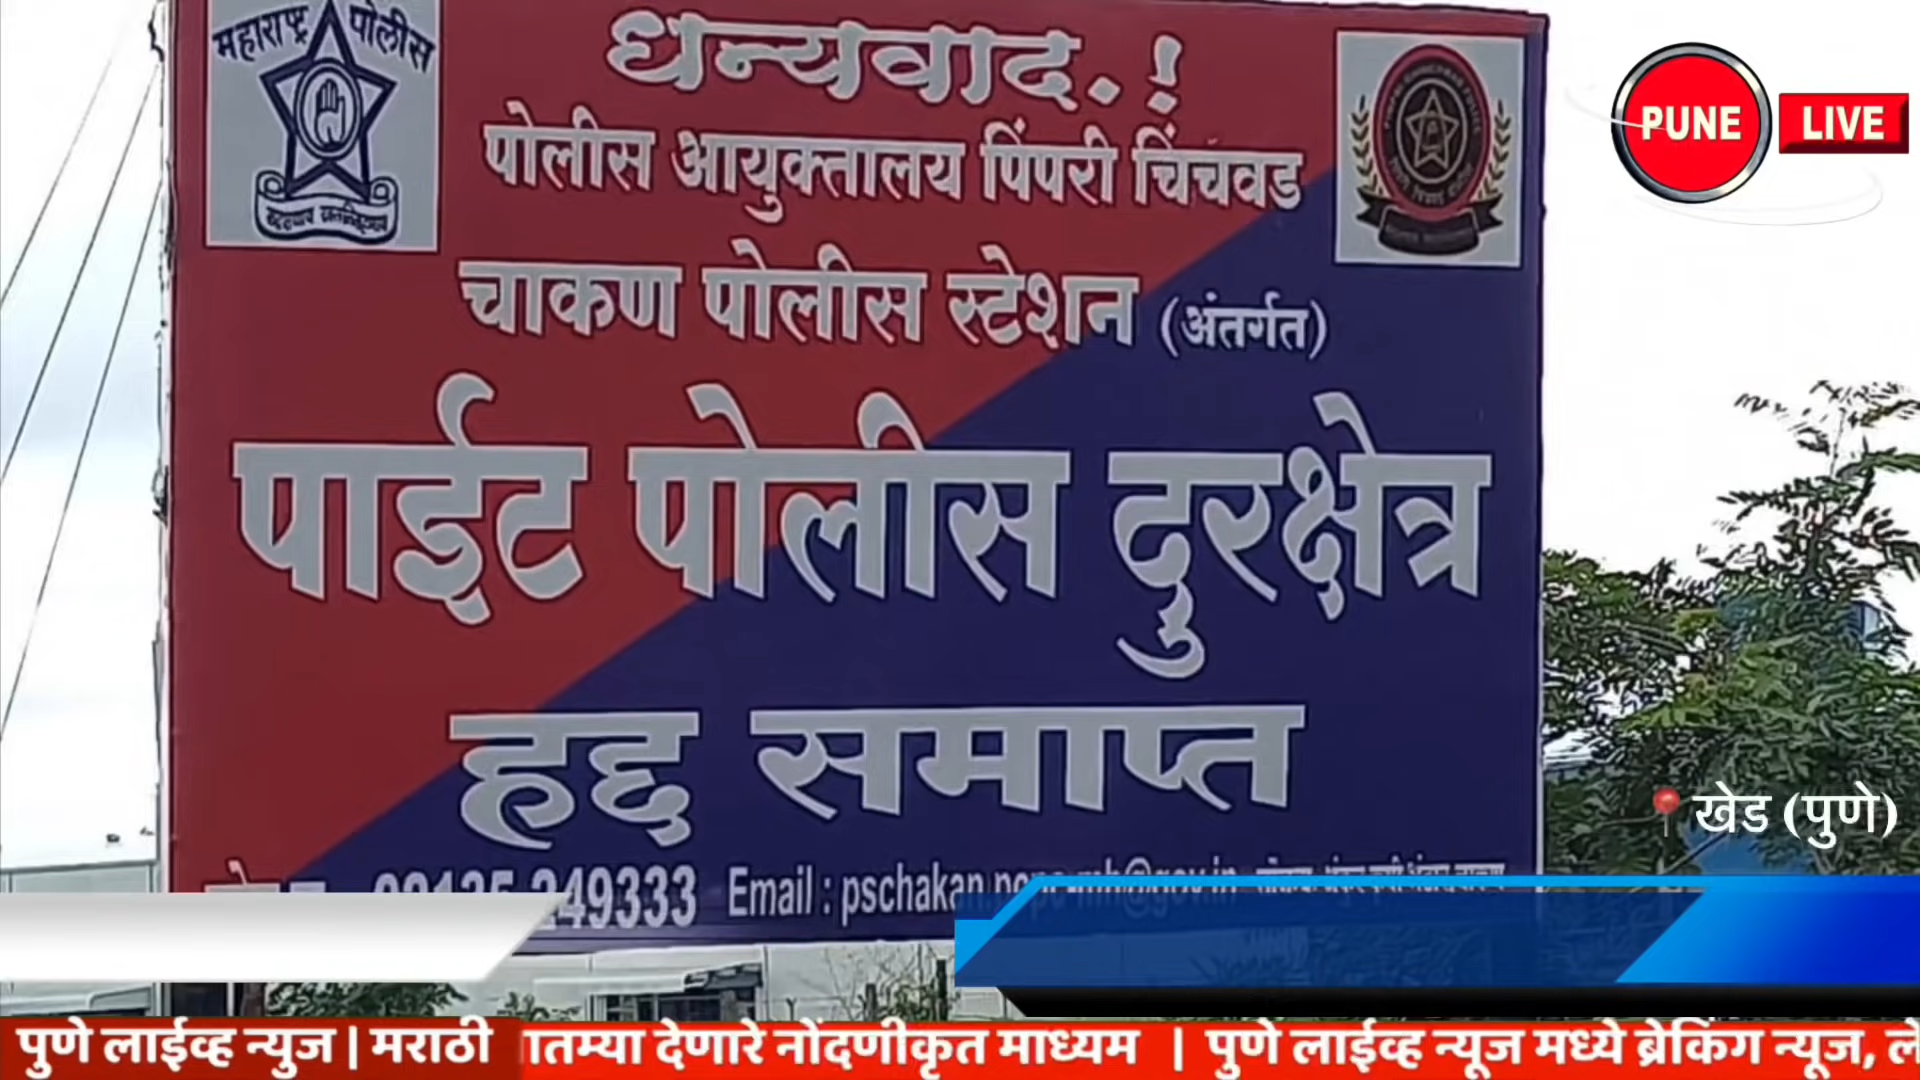 महाराष्ट्र पोलीस
धन्यवाद.!
पोलीस आयुक्तालय पिंपरी चिंचवड
चाकण पोलीस स्टेशन (अंतर्गत)
पाईट पोलीस दुरक्षेत्र
हद्द समाप्त
249333 Email : pschakan
PUNE LIVE
📍 खेड (पुणे)
पुणे लाईव्ह न्युज | मराठी
देणारे नोंदणीकृत माध्यम | पुणे लाईव्ह न्यूज मध्ये ब्रेकिंग न्यूज,